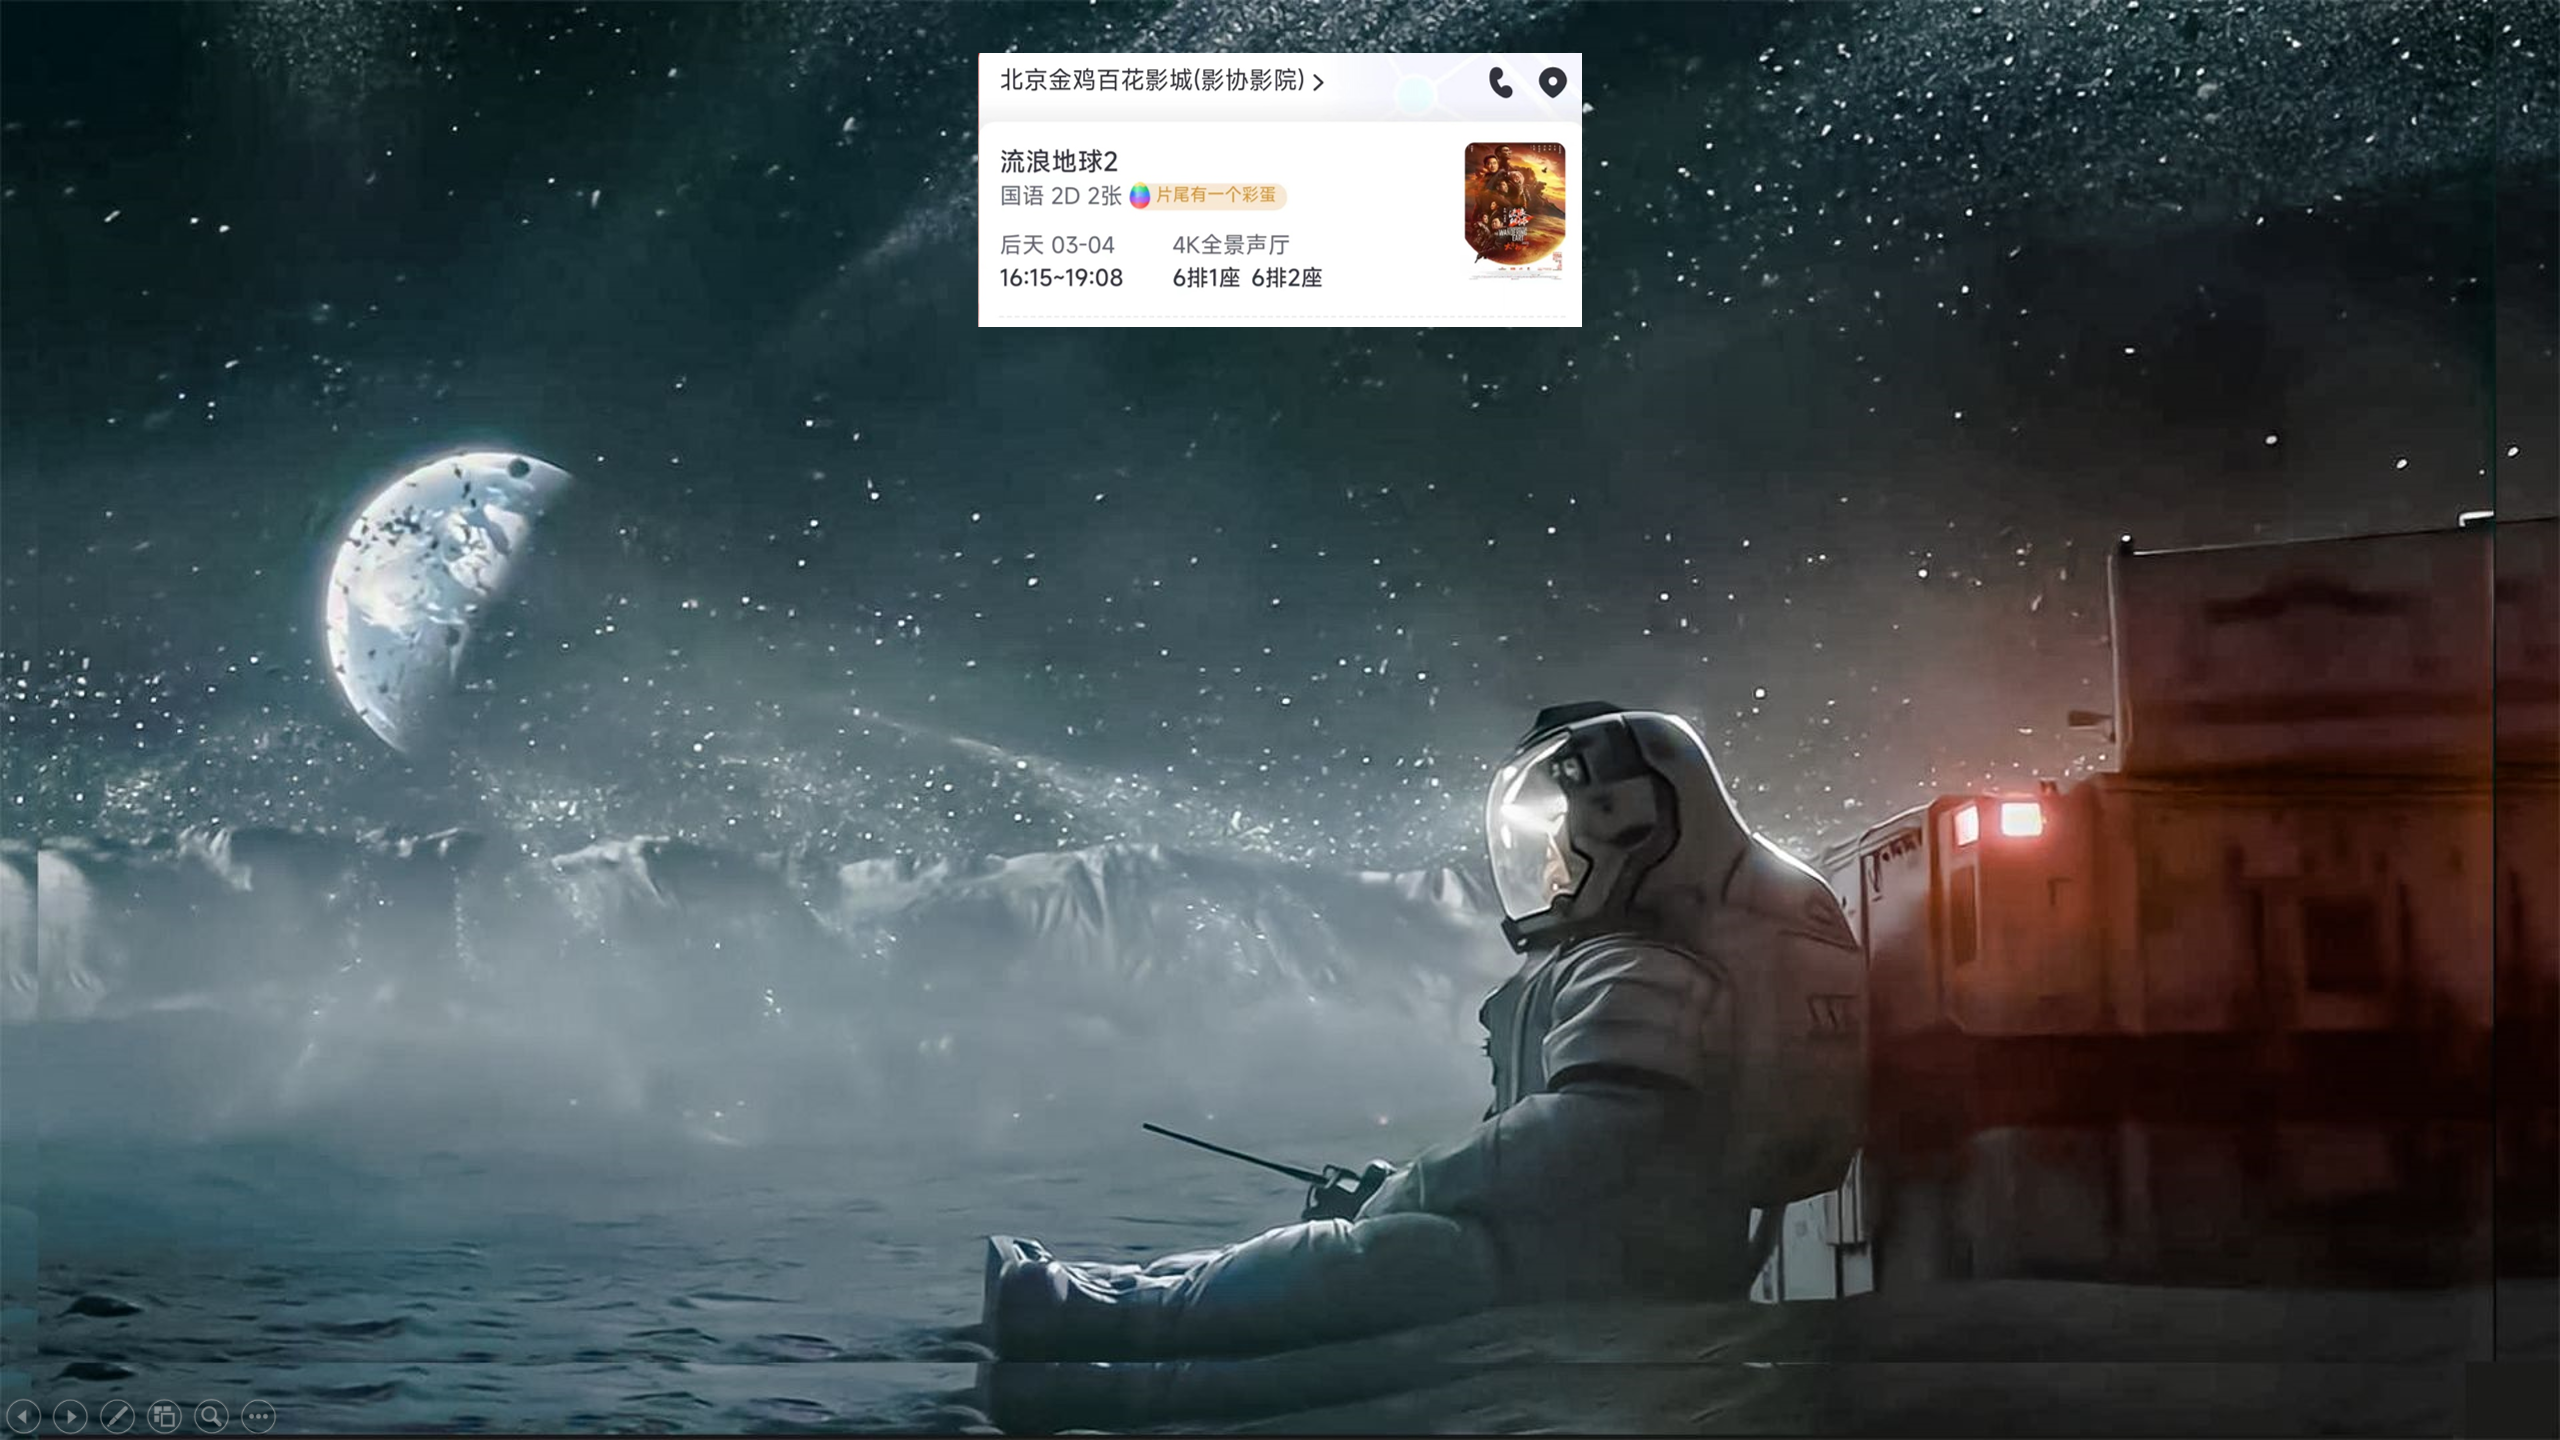 北京金鸡百花影城(影协影院)
流浪地球2
国语 2D 2张 片尾有一个彩蛋
后天 03-04 4K全景声厅
16:15~19:08 6排1座 6排2座